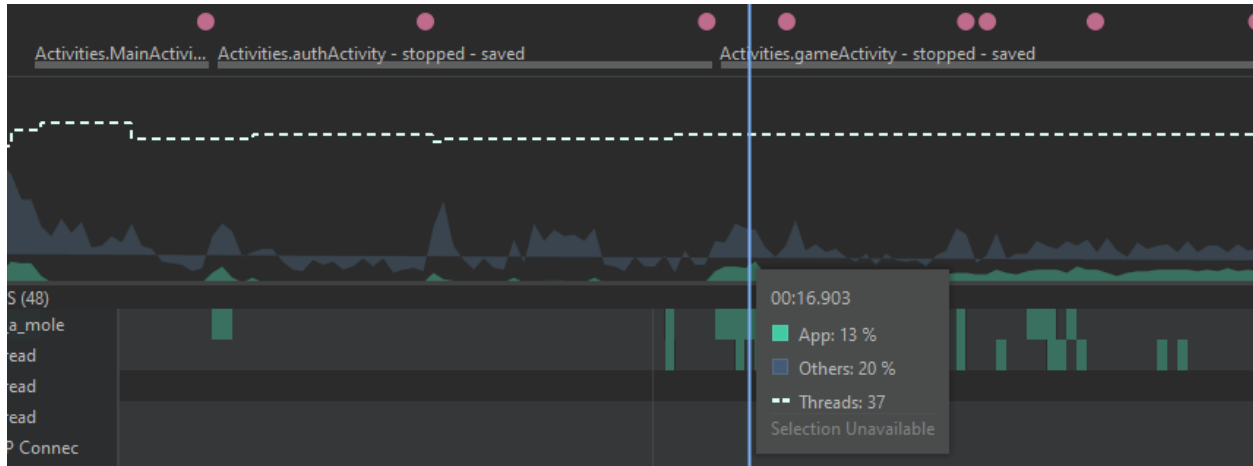 Activities.MainActivi... Activities.authActivity - stopped - saved Activities.gameActivity - stopped - saved
S (48)
_a_mole
read
read
read
P Connec
00:16.903
App: 13 %
Others: 20 %
Threads: 37
Selection Unavailable